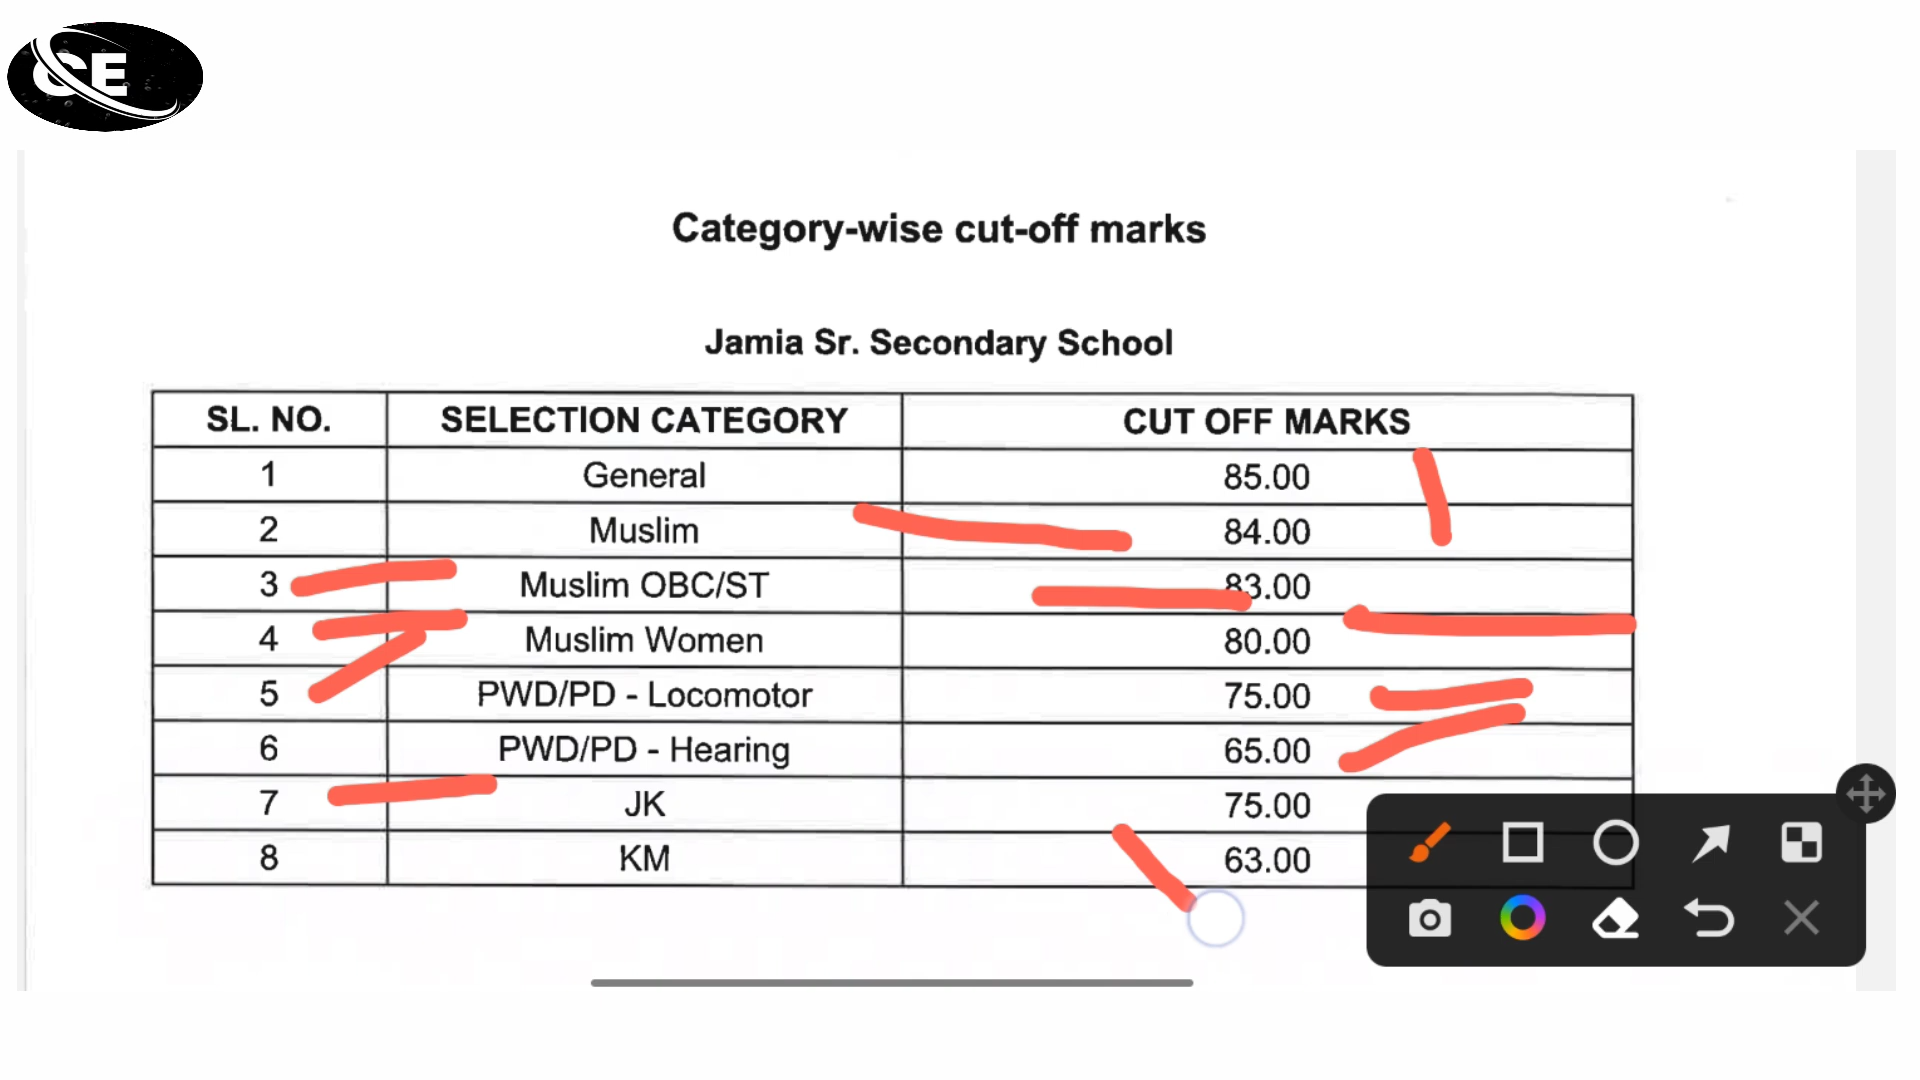 CE
Category-wise cut-off marks
Jamia Sr. Secondary School
SL. NO. SELECTION CATEGORY CUT OFF MARKS
1 General 85.00
2 Muslim 84.00
3 Muslim OBC/ST 83.00
4 Muslim Women 80.00
5 PWD/PD - Locomotor 75.00
6 PWD/PD - Hearing 65.00
7 JK 75.00
8 KM 63.00